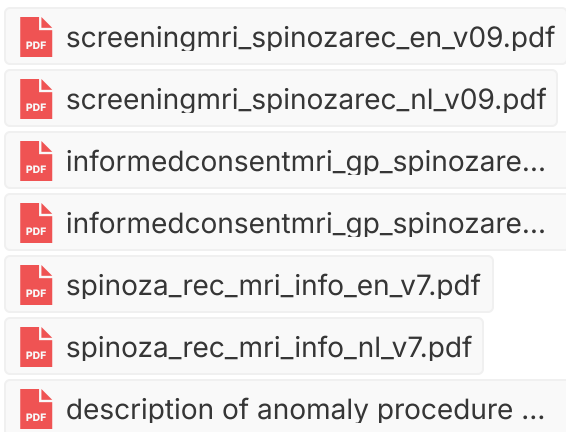 PDF screeningmri_spinozarec_en_v09.pdf
PDF screeningmri_spinozarec_nl_v09.pdf
PDF informedconsentmri_gp_spinozare...
PDF informedconsentmri_gp_spinozare...
PDF spinoza_rec_mri_info_en_v7.pdf
PDF spinoza_rec_mri_info_nl_v7.pdf
PDF description of anomaly procedure ...